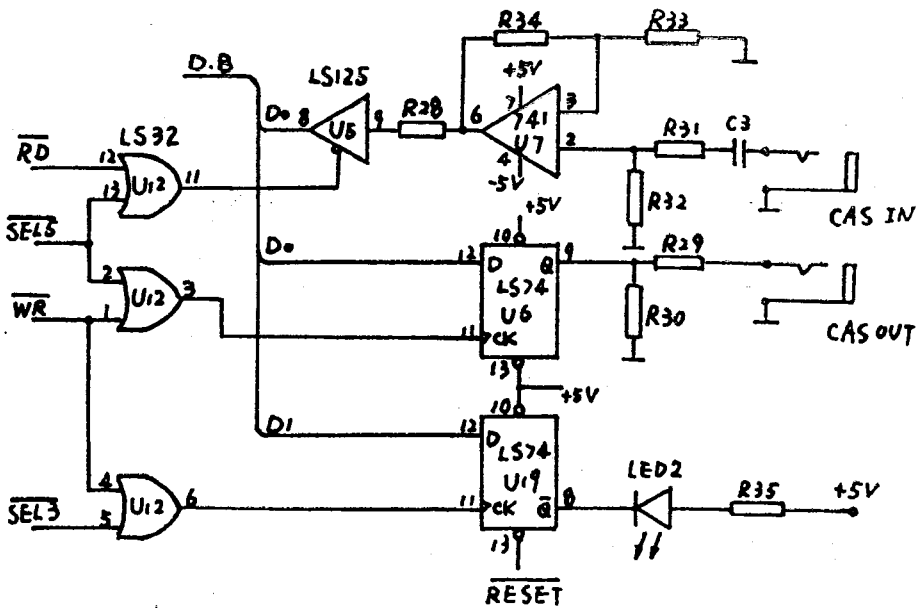 R34
R33
D.B
LS125
+5V
D0
8
U5
9
R28
6
7
741
U7
3
2
4
-5V
R31
C3
LS32
RD
12
13
U12
11
R32
CAS IN
SEL5
+5V
10
D0
12
D
Q
9
R29
LS74
U6
2
1
U12
3
WR
R30
11
CK
13
CAS OUT
+5V
10
D1
12
D
LS74
U19
LED2
4
5
U12
6
SEL3
11
CK
Q
8
R35
+5V
13
RESET